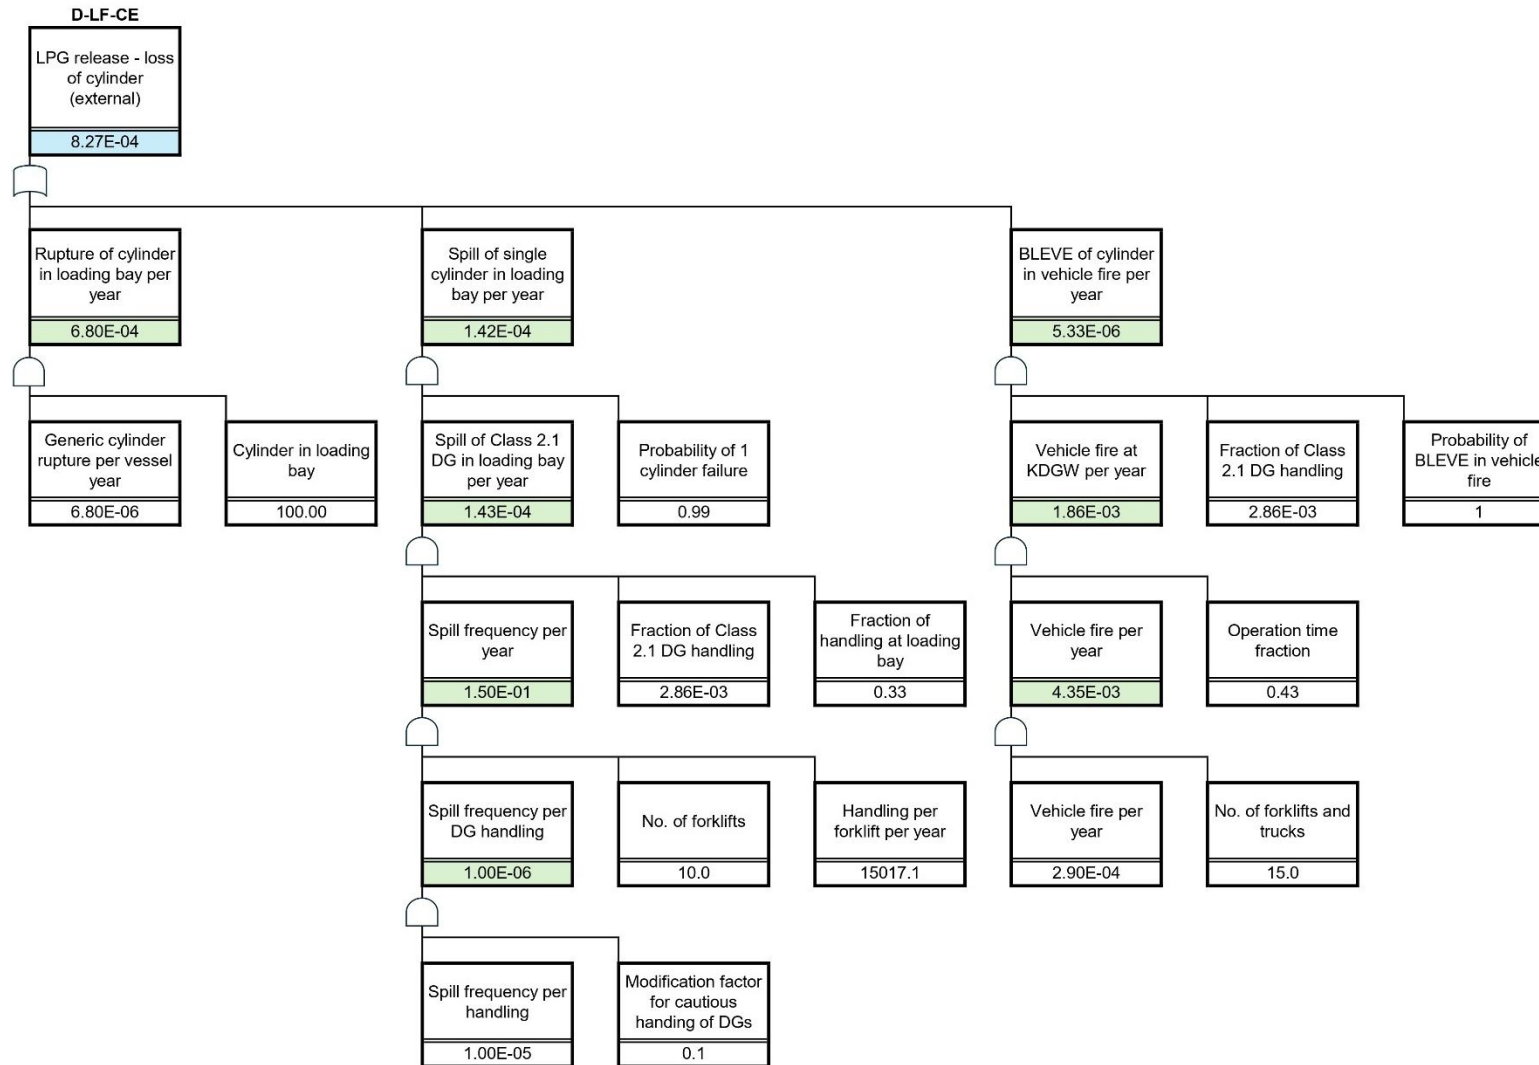 D-LF-CE
LPG release - loss
of cylinder
(external)
8.27E-04
Rupture of cylinder
in loading bay per
year
6.80E-04
Spill of single
cylinder in loading
bay per year
1.42E-04
BLEVE of cylinder
in vehicle fire per
year
5.33E-06
Generic cylinder
rupture per vessel
year
6.80E-06
Cylinder in loading
bay
100.00
Spill of Class 2.1
DG in loading bay
per year
1.43E-04
Probability of 1
cylinder failure
0.99
Vehicle fire at
KDGW per year
1.86E-03
Fraction of Class
2.1 DG handling
2.86E-03
Probability of
BLEVE in vehicle
fire
1
Spill frequency per
year
1.50E-01
Fraction of Class
2.1 DG handling
2.86E-03
Fraction of
handling at loading
bay
0.33
Vehicle fire per
year
4.35E-03
Operation time
fraction
0.43
Spill frequency per
DG handling
1.00E-06
No. of forklifts
10.0
Handling per
forklift per year
15017.1
Vehicle fire per
year
2.90E-04
No. of forklifts and
trucks
15.0
Spill frequency per
handling
1.00E-05
Modification factor
for cautious
handing of DGs
0.1